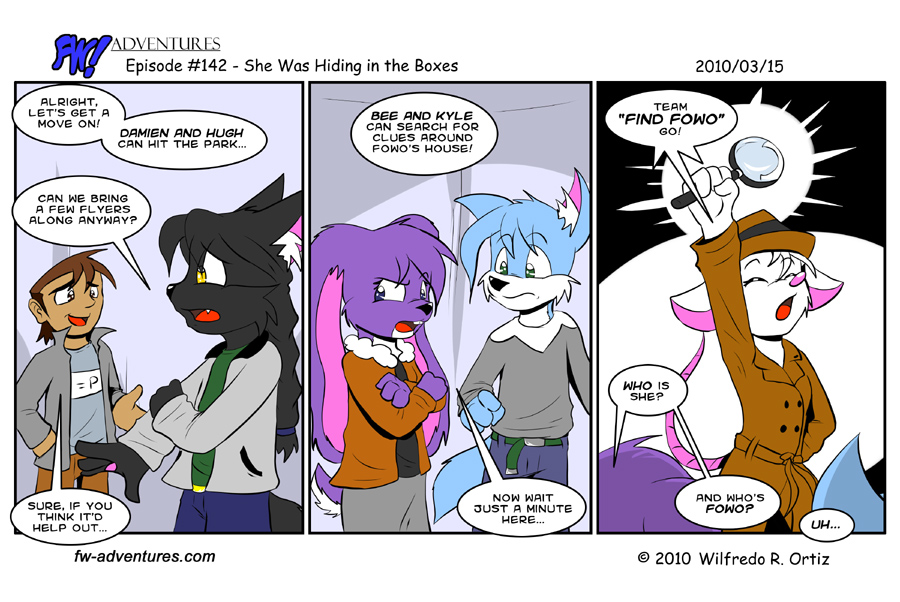 FW! ADVENTURES
Episode #142 - She Was Hiding in the Boxes
2010/03/15
ALRIGHT,
LET'S GET A
MOVE ON!
DAMIEN AND HUGH
CAN HIT THE PARK...
CAN WE BRING
A FEW FLYERS
ALONG ANYWAY?
=P
SURE, IF YOU
THINK IT'D
HELP OUT...
BEE AND KYLE
CAN SEARCH FOR
CLUES AROUND
FOWO'S HOUSE!
NOW WAIT
JUST A MINUTE
HERE...
TEAM
"FIND FOWO"
GO!
WHO IS
SHE?
AND WHO'S
FOWO?
UH...
fw-adventures.com
© 2010 Wilfredo R. Ortiz